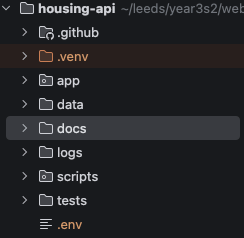 housing-api ~/leeds/year3s2/web
.github
.venv
app
data
docs
logs
scripts
tests
.env